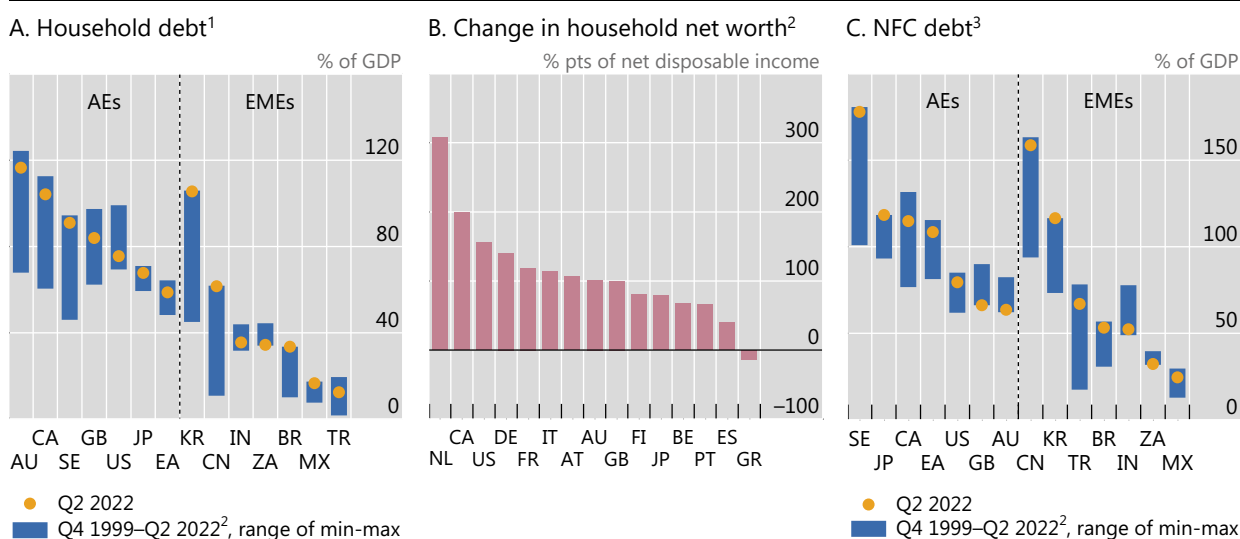 A. Household debt1
% of GDP
AEs EMEs
120
80
40
0
CA GB JP KR IN BR TR
AU SE US EA CN ZA MX
Q2 2022
Q4 1999–Q2 2022², range of min-max
B. Change in household net worth²
% pts of net disposable income
300
200
100
0
–100
CA DE IT AU FI BE ES
NL US FR AT GB JP PT GR
C. NFC debt³
% of GDP
AEs EMEs
150
100
50
0
SE CA US AU KR BR ZA
JP EA GB CN TR IN MX
Q2 2022
Q4 1999–Q2 2022², range of min-max